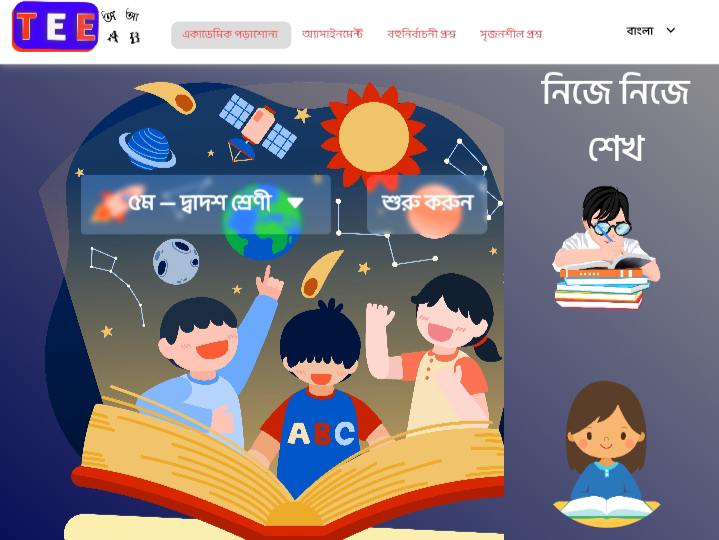 TEE
অ আ
A B
একাডেমিক পড়াশোনা
অ্যাসাইনমেন্ট
বহুনির্বাচনী প্রশ্ন
সৃজনশীল প্রশ্ন
বাংলা
নিজে নিজে
শেখ
৫ম – দ্বাদশ শ্রেণী
শুরু করুন
ABC